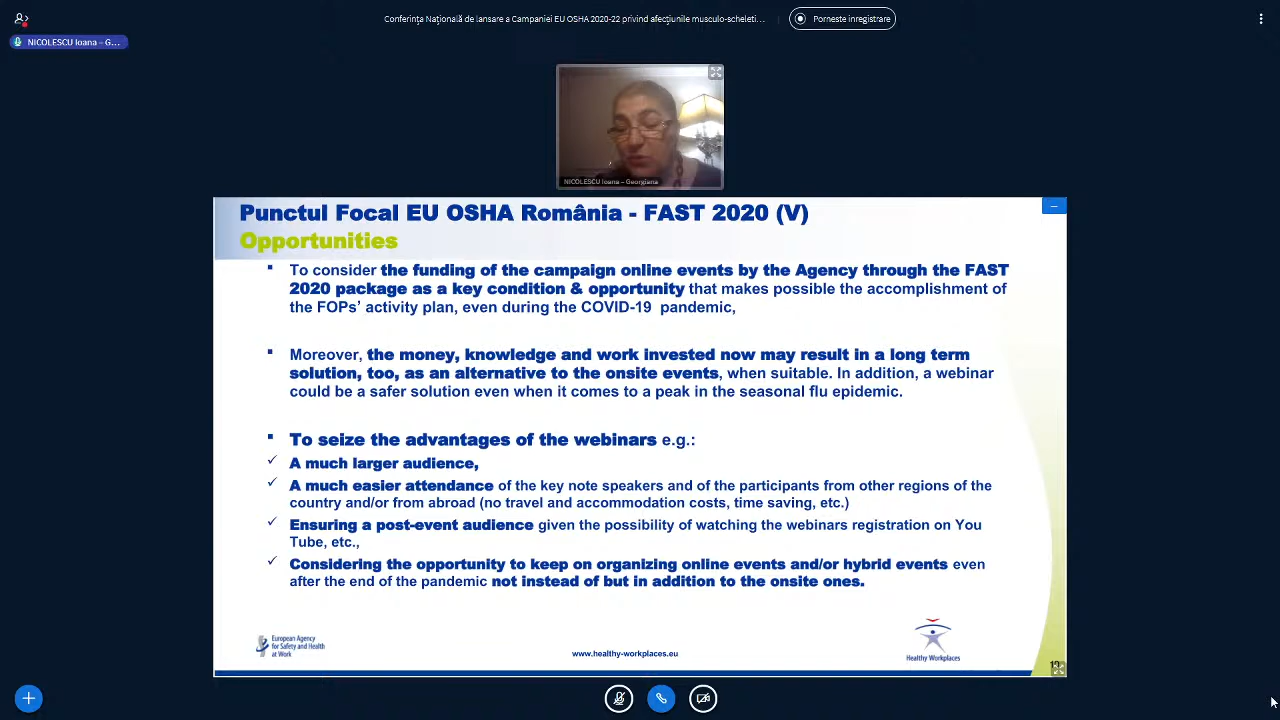 Conferința Națională de lansare a Campaniei EU OSHA 2020-22 privind afecțiunile musculo-scheleti...
Porneste inregistrare
NICOLESCU Ioana – G...
NICOLESCU Ioana – Georgiana
Punctul Focal EU OSHA România - FAST 2020 (V)
Opportunities
▪ To consider the funding of the campaign online events by the Agency through the FAST
2020 package as a key condition & opportunity that makes possible the accomplishment of
the FOPs’ activity plan, even during the COVID-19 pandemic,
▪ Moreover, the money, knowledge and work invested now may result in a long term
solution, too, as an alternative to the onsite events, when suitable. In addition, a webinar
could be a safer solution even when it comes to a peak in the seasonal flu epidemic.
▪ To seize the advantages of the webinars e.g.:
✓ A much larger audience,
✓ A much easier attendance of the key note speakers and of the participants from other regions of the
country and/or from abroad (no travel and accommodation costs, time saving, etc.)
✓ Ensuring a post-event audience given the possibility of watching the webinars registration on You
Tube, etc.,
✓ Considering the opportunity to keep on organizing online events and/or hybrid events even
after the end of the pandemic not instead of but in addition to the onsite ones.
European Agency
for Safety and Health
at Work
www.healthy-workplaces.eu
Healthy Workplaces